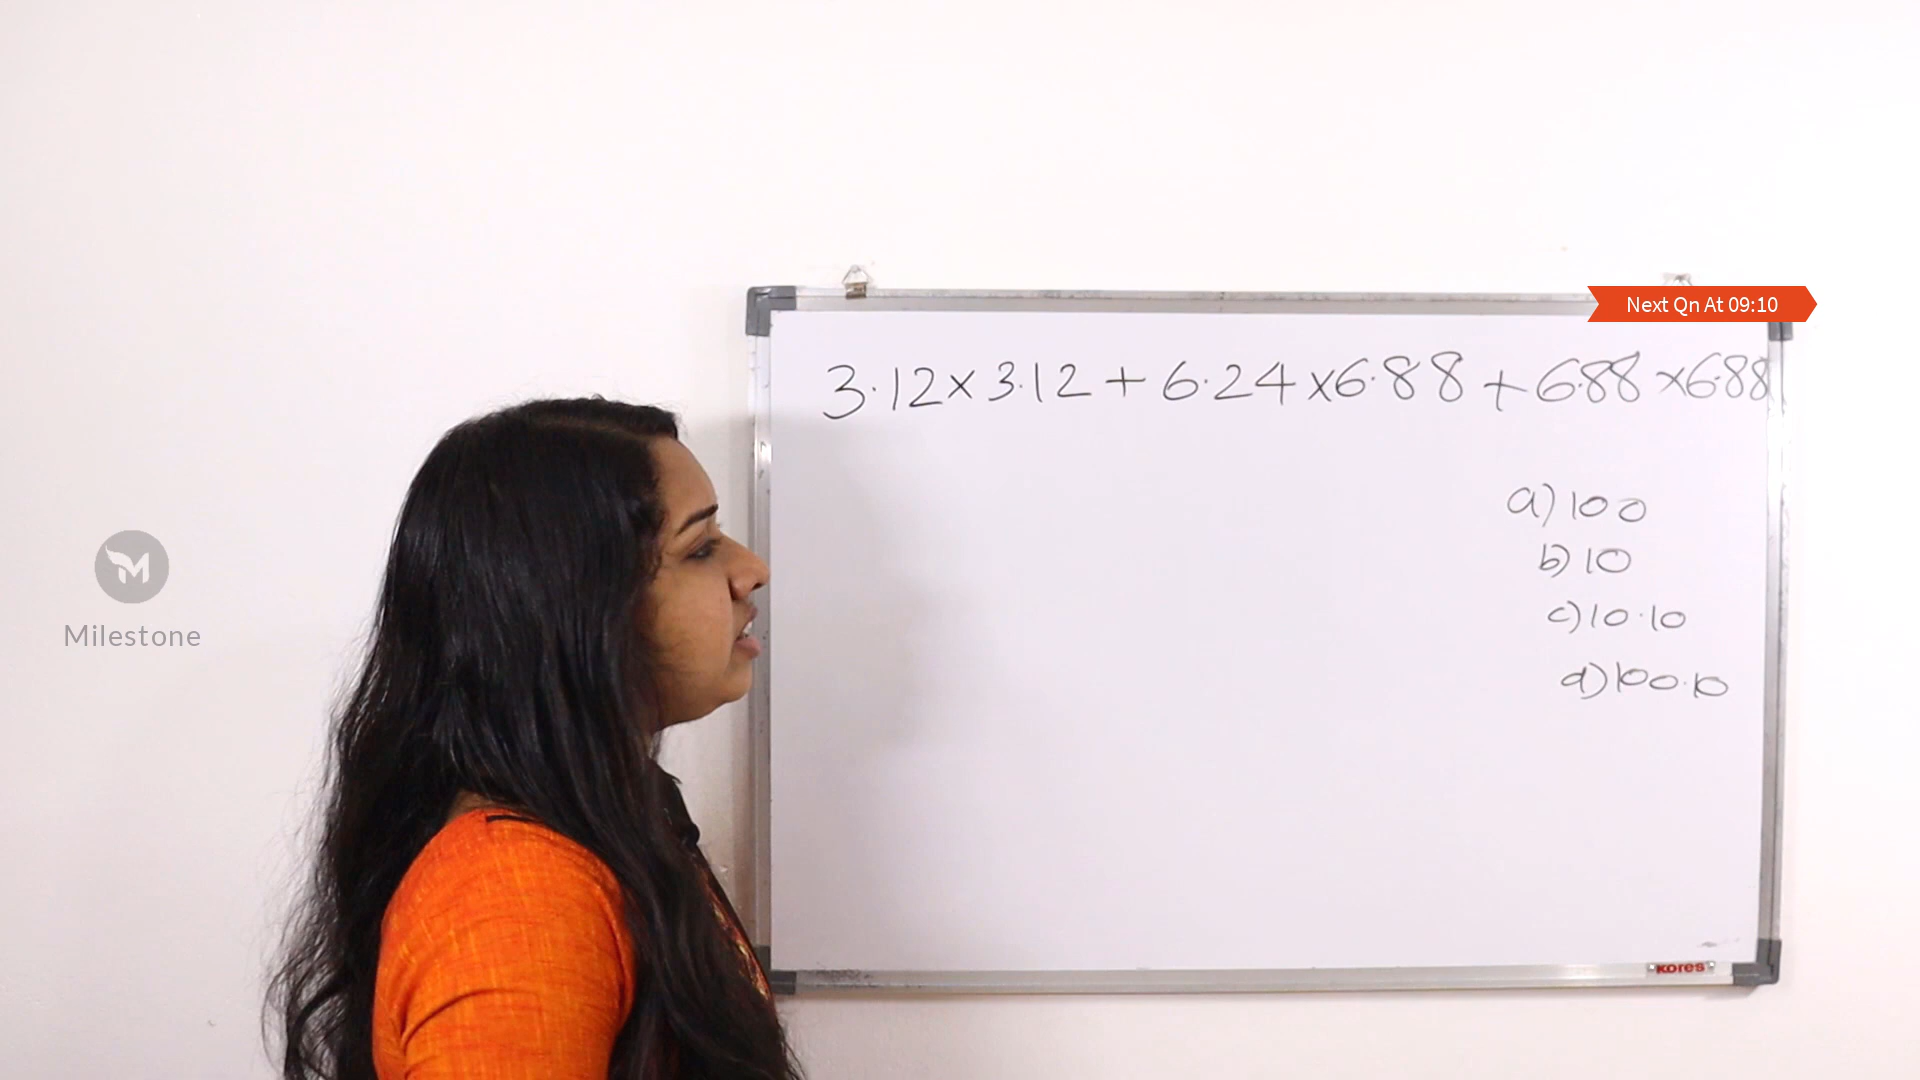 Next Qn At 09:10
3.12×3.12+6.24×6.88+6.88×6.88
a) 100
b) 10
c) 10.10
d) 100.10
Milestone
kores